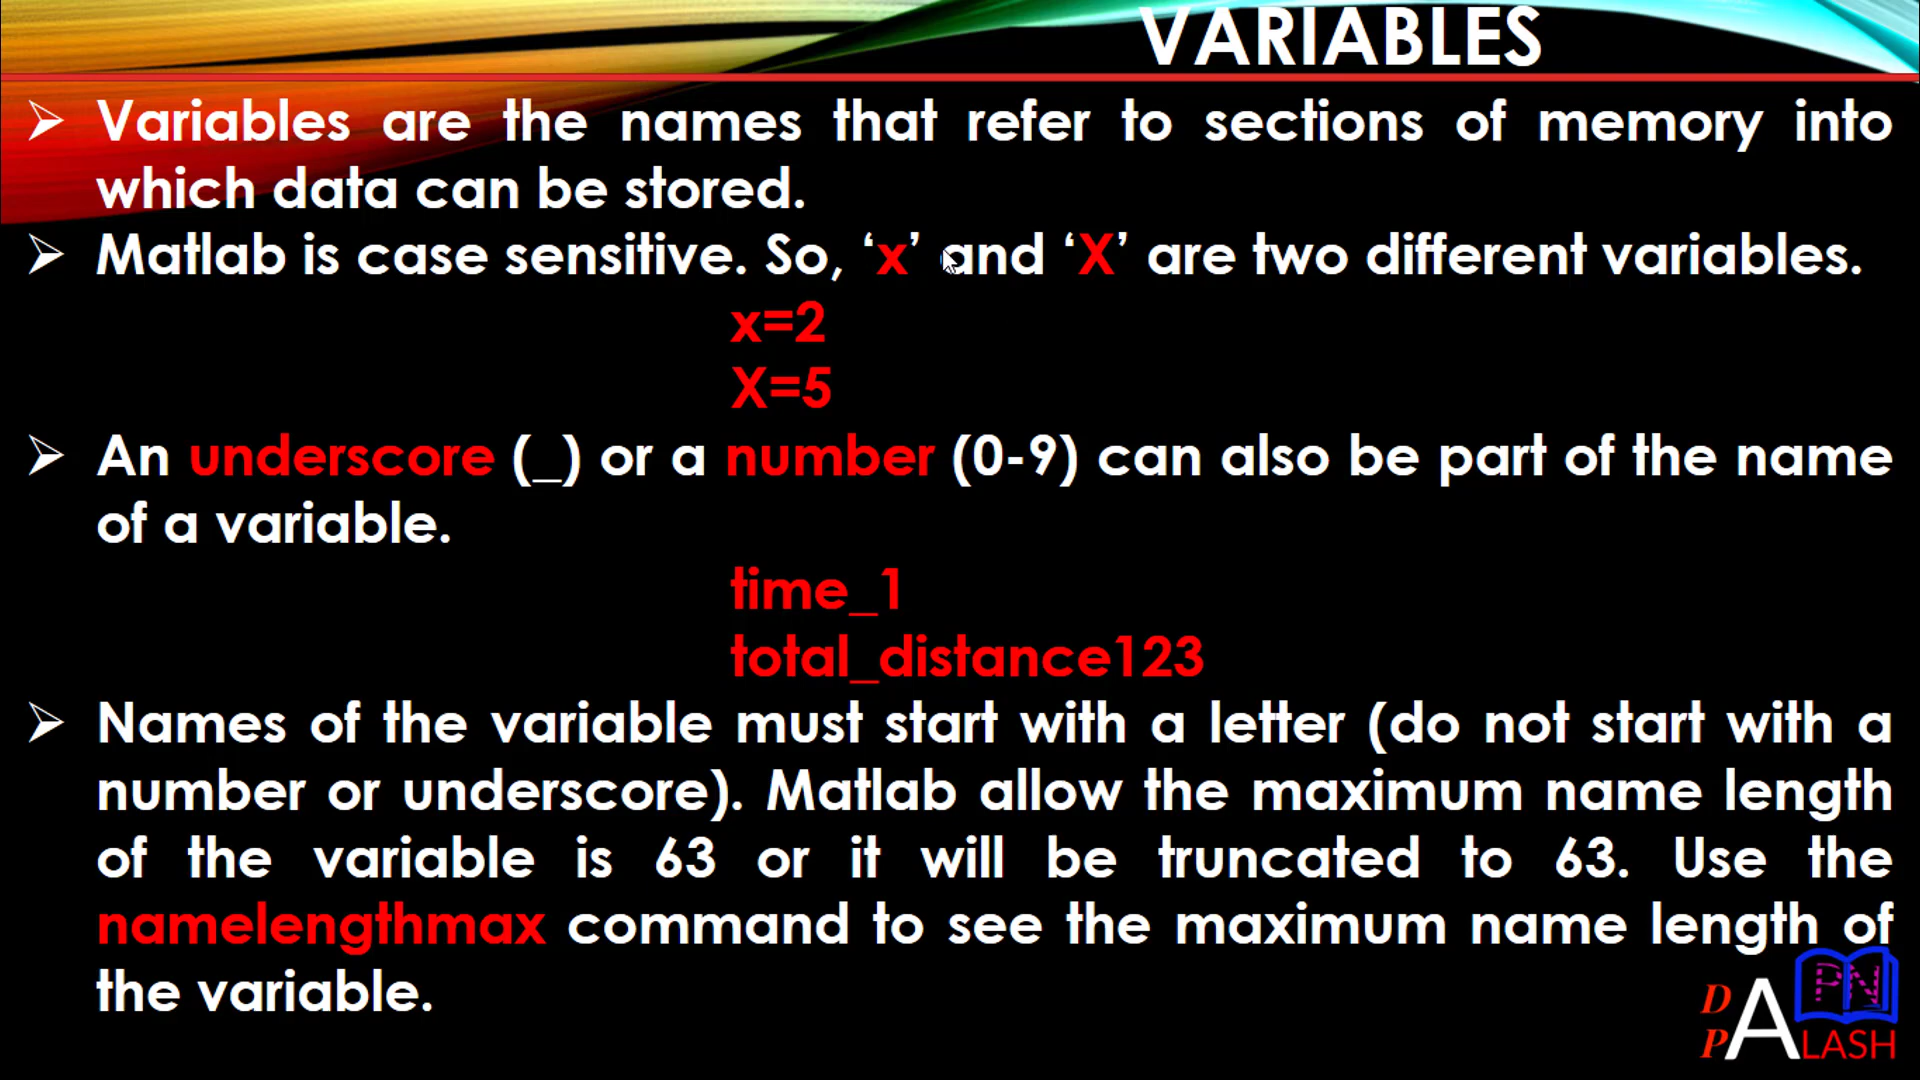 VARIABLES
➢ Variables are the names that refer to sections of memory into
which data can be stored.
➢ Matlab is case sensitive. So, ‘x’ and ‘X’ are two different variables.
x=2
X=5
➢ An underscore (_) or a number (0-9) can also be part of the name
of a variable.
time_1
total_distance123
➢ Names of the variable must start with a letter (do not start with a
number or underscore). Matlab allow the maximum name length
of the variable is 63 or it will be truncated to 63. Use the
namelengthmax command to see the maximum name length of
the variable.
PN
D
P A LASH